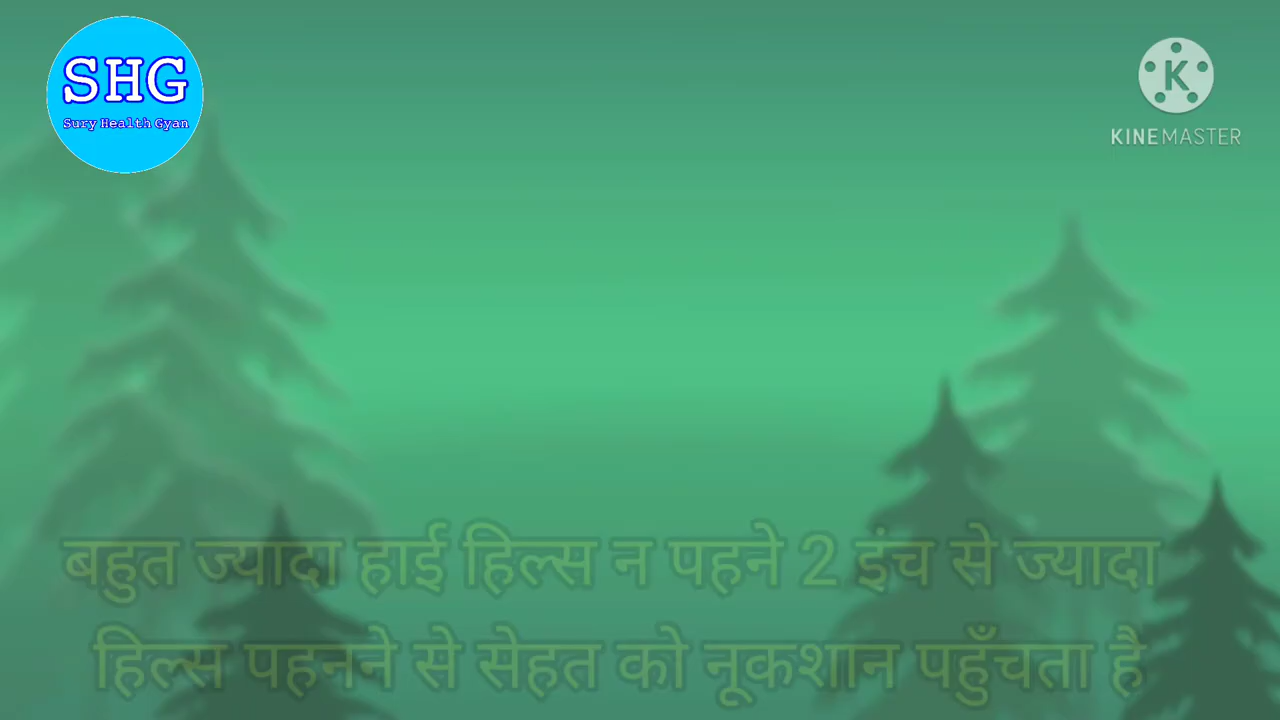 SHG
Sury Health Gyan
K
KINEMASTER
बहुत ज्यादा हाई हिल्स न पहने 2 इंच से ज्यादा
हिल्स पहनने से सेहत को नूकशान पहुँचता है